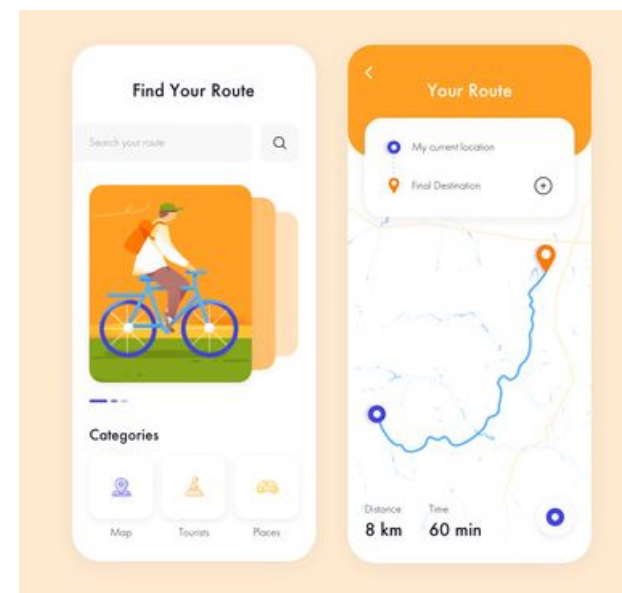 Find Your Route
Search your route
Categories
Map Tourists Places
Your Route
My current location
Final Destination
Distance Time
8 km 60 min